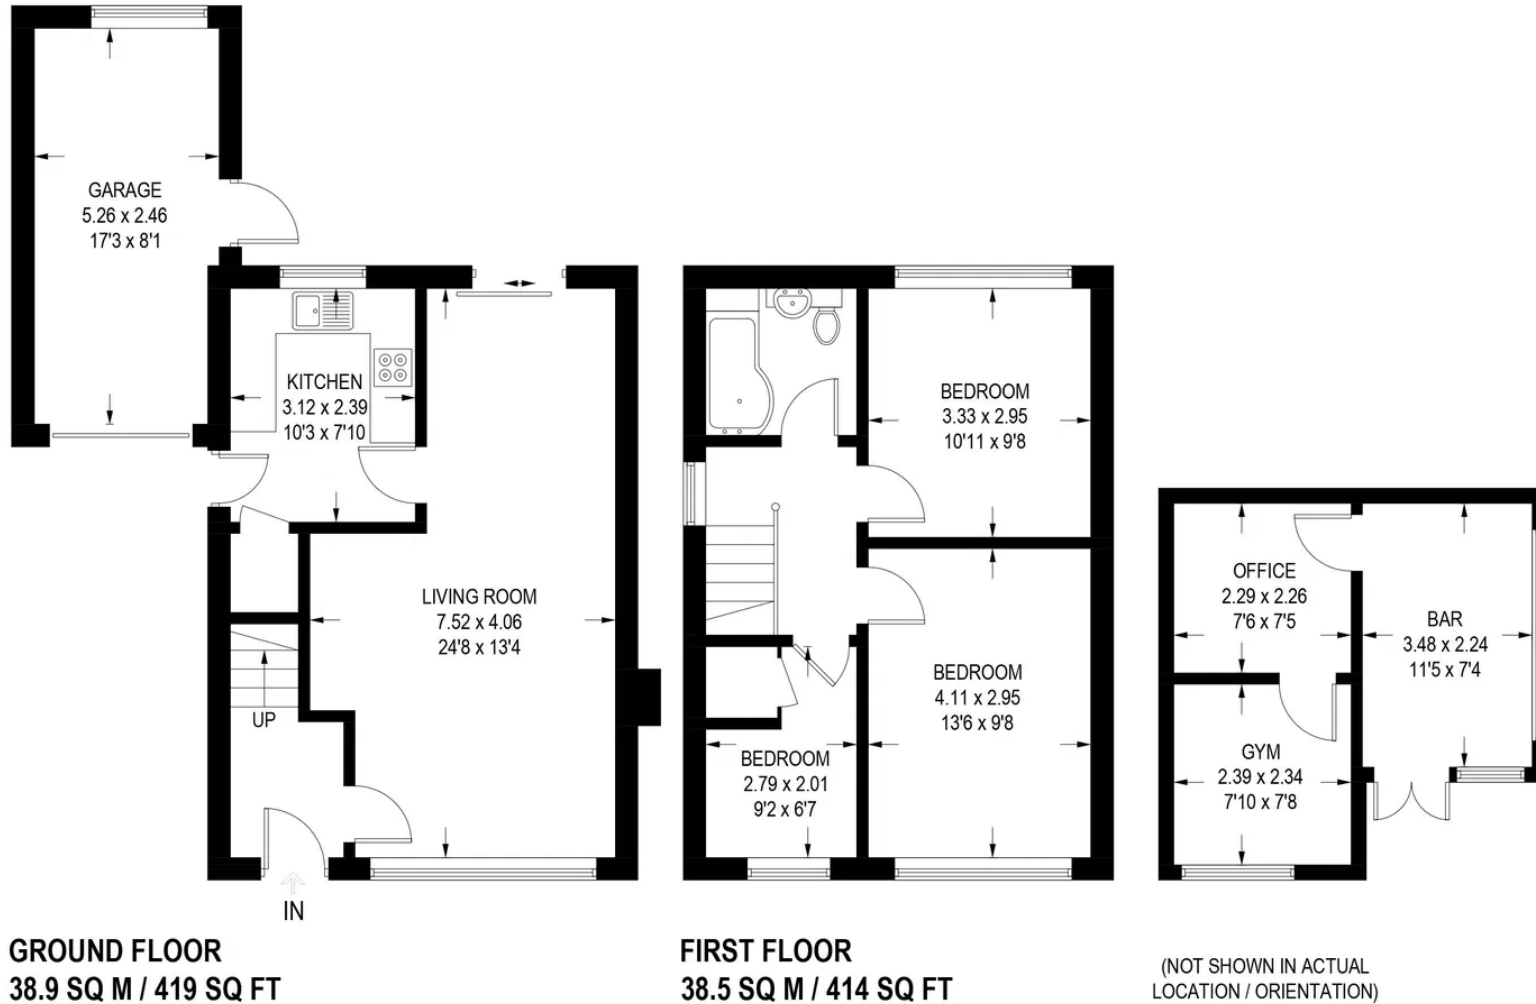 GARAGE
5.26 x 2.46
17'3 x 8'1
KITCHEN
3.12 x 2.39
10'3 x 7'10
LIVING ROOM
7.52 x 4.06
24'8 x 13'4
UP
IN
GROUND FLOOR
38.9 SQ M / 419 SQ FT
BEDROOM
3.33 x 2.95
10'11 x 9'8
BEDROOM
4.11 x 2.95
13'6 x 9'8
BEDROOM
2.79 x 2.01
9'2 x 6'7
FIRST FLOOR
38.5 SQ M / 414 SQ FT
OFFICE
2.29 x 2.26
7'6 x 7'5
BAR
3.48 x 2.24
11'5 x 7'4
GYM
2.39 x 2.34
7'10 x 7'8
(NOT SHOWN IN ACTUAL
LOCATION / ORIENTATION)